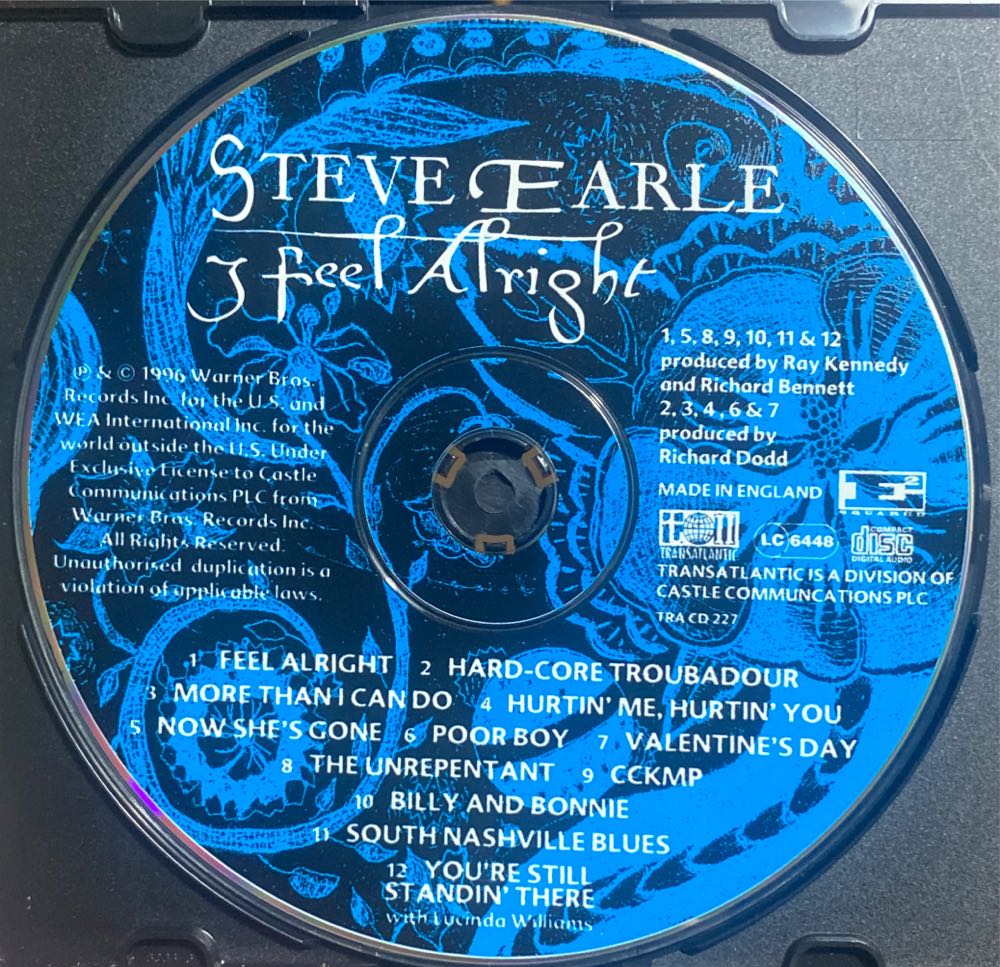 STEVE EARLE
I feel Alright
℗ & © 1996 Warner Bros.
Records Inc. for the U.S. and
WEA International Inc. for the
world outside the U.S. Under
Exclusive License to Castle
Communications PLC from
Warner Bros. Records Inc.
All Rights Reserved.
Unauthorised duplication is a
violation of applicable laws.
1, 5, 8, 9, 10, 11 & 12
produced by Ray Kennedy
and Richard Bennett
2, 3, 4, 6 & 7
produced by
Richard Dodd
MADE IN ENGLAND
E²
SQUARED
TRANSATLANTIC
LC 6448
COMPACT
disc
DIGITAL AUDIO
TRANSATLANTIC IS A DIVISION OF
CASTLE COMMUNCATIONS PLC
TRA CD 227
1 FEEL ALRIGHT 2 HARD-CORE TROUBADOUR
3 MORE THAN I CAN DO 4 HURTIN' ME, HURTIN' YOU
5 NOW SHE'S GONE 6 POOR BOY 7 VALENTINE'S DAY
8 THE UNREPENTANT 9 CCKMP
10 BILLY AND BONNIE
11 SOUTH NASHVILLE BLUES
12 YOU'RE STILL
STANDIN' THERE
with Lucinda Williams